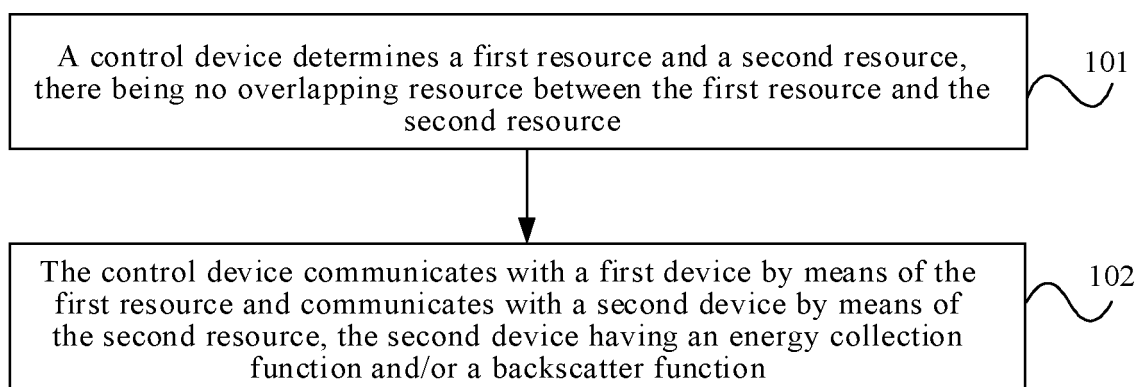 A control device determines a first resource and a second resource,
there being no overlapping resource between the first resource and the
second resource
101
The control device communicates with a first device by means of the
first resource and communicates with a second device by means of
the second resource, the second device having an energy collection
function and/or a backscatter function
102